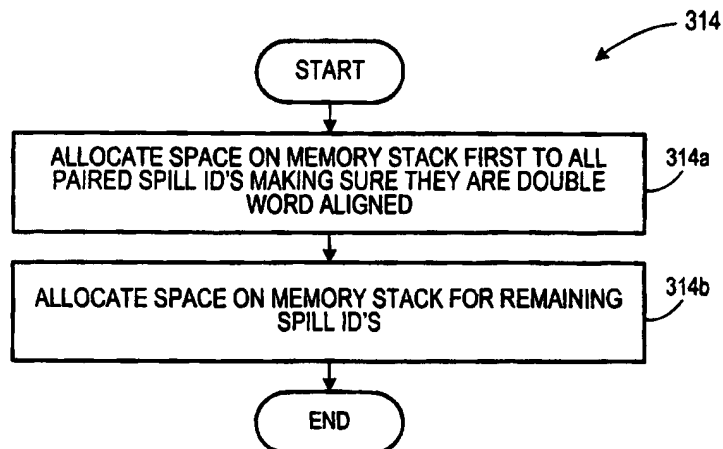 314
START
ALLOCATE SPACE ON MEMORY STACK FIRST TO ALL
PAIRED SPILL ID'S MAKING SURE THEY ARE DOUBLE
WORD ALIGNED
314a
ALLOCATE SPACE ON MEMORY STACK FOR REMAINING
SPILL ID'S
314b
END